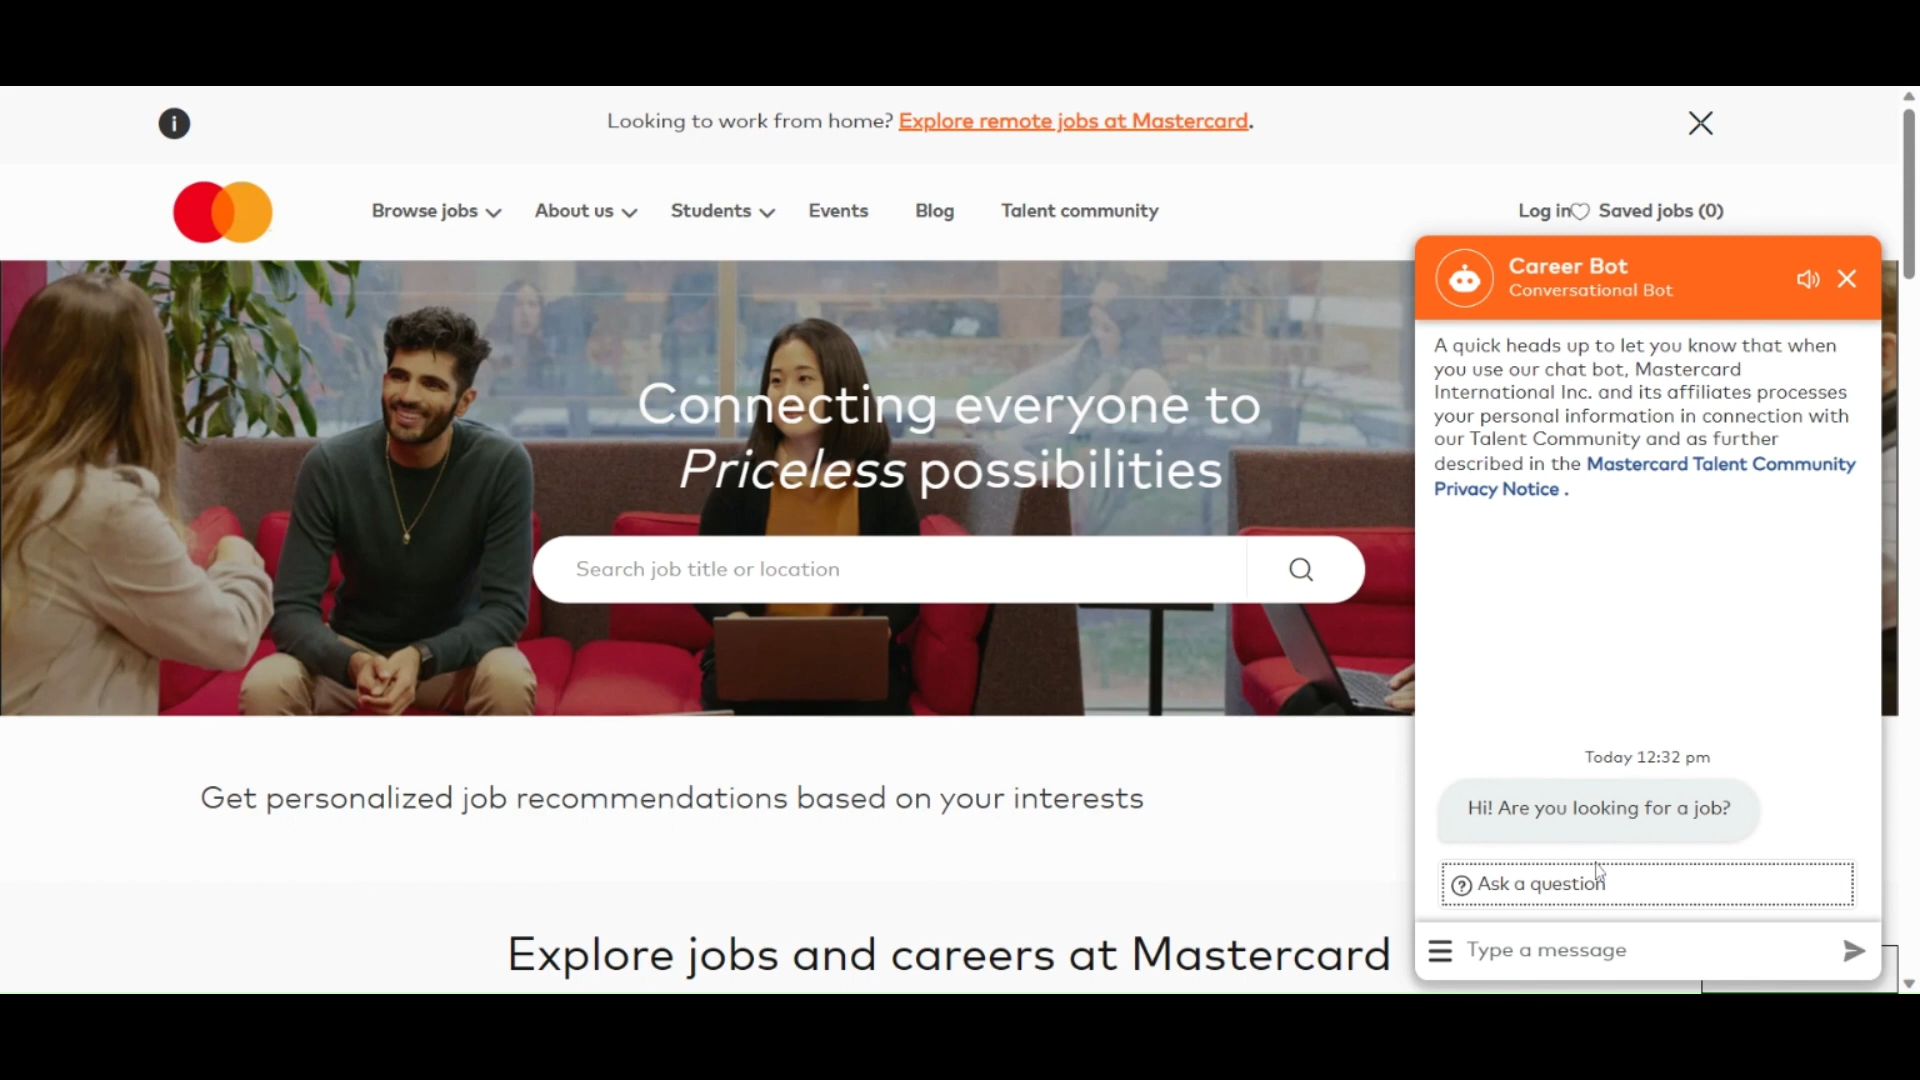 Looking to work from home? Explore remote jobs at Mastercard.
Browse jobs
About us
Students
Events
Blog
Talent community
Log in
Saved jobs (0)
Connecting everyone to
Priceless possibilities
Search job title or location
Get personalized job recommendations based on your interests
Explore jobs and careers at Mastercard
Career Bot
Conversational Bot
A quick heads up to let you know that when
you use our chat bot, Mastercard
International Inc. and its affiliates processes
your personal information in connection with
our Talent Community and as further
described in the Mastercard Talent Community
Privacy Notice .
Today 12:32 pm
Hi! Are you looking for a job?
Ask a question
Type a message